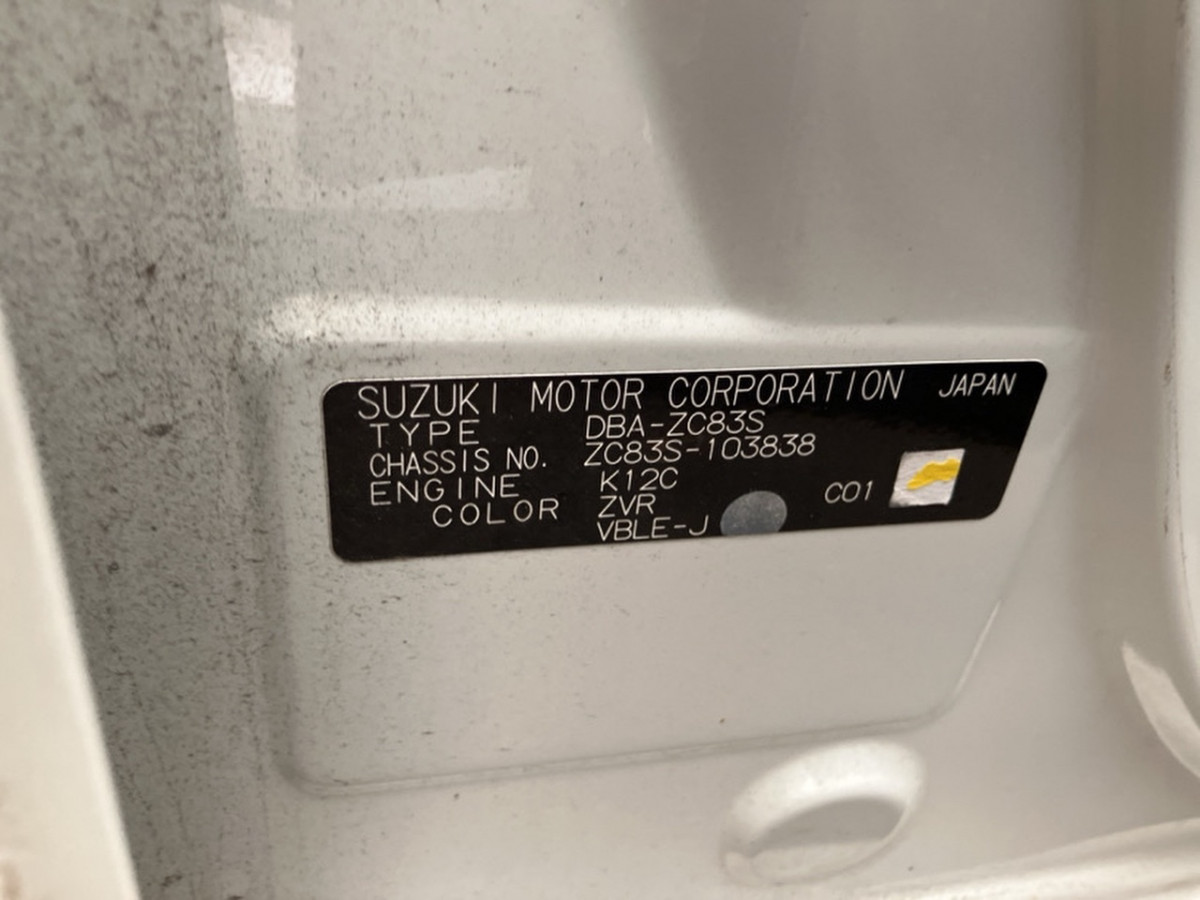 SUZUKI MOTOR CORPORATION JAPAN
TYPE DBA-ZC83S
CHASSIS NO. ZC83S-103838
ENGINE K12C
COLOR ZVR C01
VBLE-J